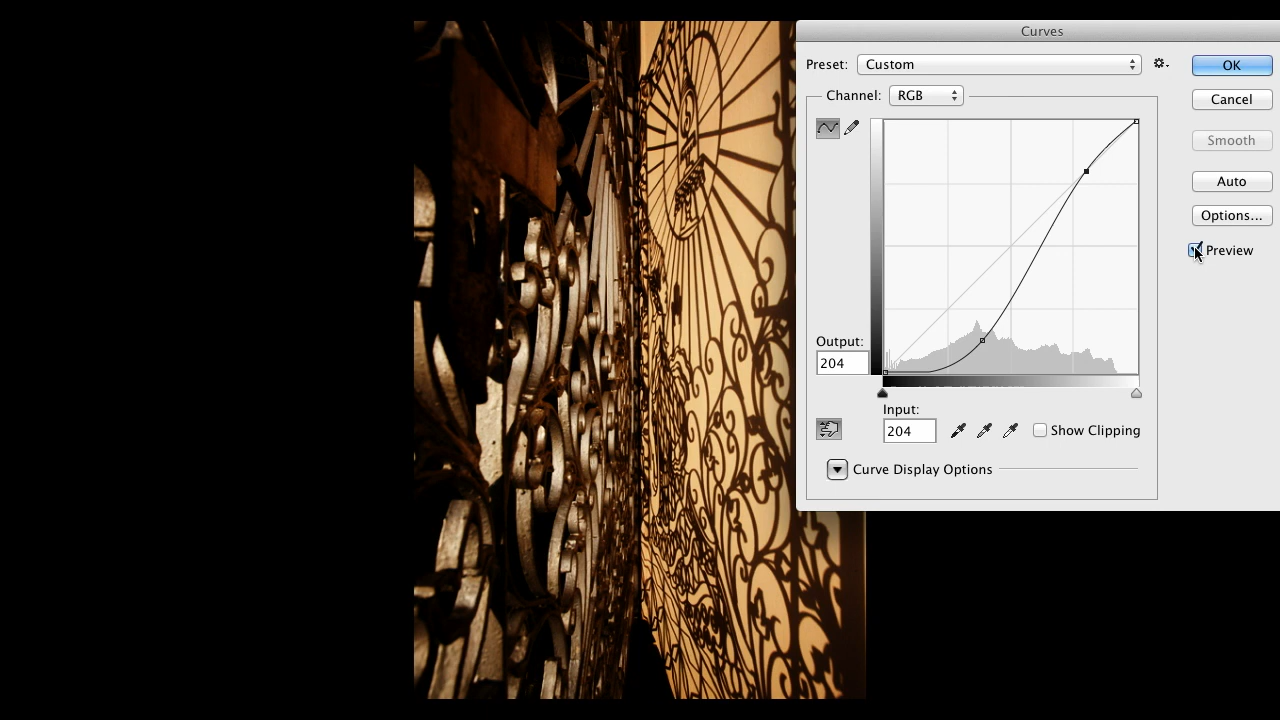 Curves
Preset: Custom
OK
Channel: RGB
Cancel
Smooth
Auto
Options...
Preview
Output:
204
Input:
204
Show Clipping
Curve Display Options